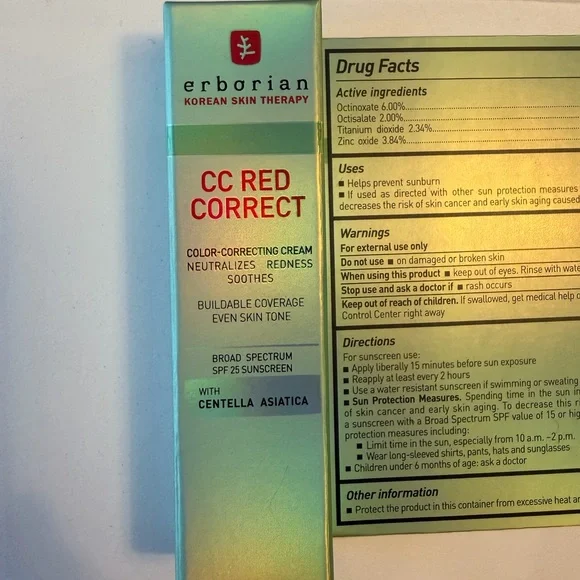 erborian
KOREAN SKIN THERAPY
CC RED
CORRECT
COLOR-CORRECTING CREAM
NEUTRALIZES REDNESS
SOOTHES
BUILDABLE COVERAGE
EVEN SKIN TONE
BROAD SPECTRUM
SPF 25 SUNSCREEN
WITH
CENTELLA ASIATICA
Drug Facts
Active ingredients
Octinoxate 6.00%
Octisalate 2.00%
Titanium dioxide 2.34%
Zinc oxide 3.84%
Uses
■ Helps prevent sunburn
■ If used as directed with other sun protection measures
decreases the risk of skin cancer and early skin aging caused
Warnings
For external use only
Do not use ■ on damaged or broken skin
When using this product ■ keep out of eyes. Rinse with water
Stop use and ask a doctor if ■ rash occurs
Keep out of reach of children. If swallowed, get medical help
Control Center right away
Directions
For sunscreen use:
■ Apply liberally 15 minutes before sun exposure
■ Reapply at least every 2 hours
■ Use a water resistant sunscreen if swimming or sweating
■ Sun Protection Measures. Spending time in the sun
of skin cancer and early skin aging. To decrease this
a sunscreen with a Broad Spectrum SPF value of 15 or
protection measures including:
■ Limit time in the sun, especially from 10 a.m. –2 p.m.
■ Wear long-sleeved shirts, pants, hats and sunglasses
■ Children under 6 months of age: ask a doctor
Other information
■ Protect the product in this container from excessive heat